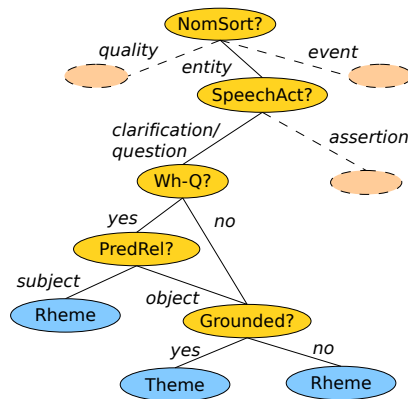 NomSort?
quality
event
entity
SpeechAct?
clarification/
question
assertion
Wh-Q?
yes
no
PredRel?
subject
object
Rheme
Grounded?
yes
no
Theme
Rheme